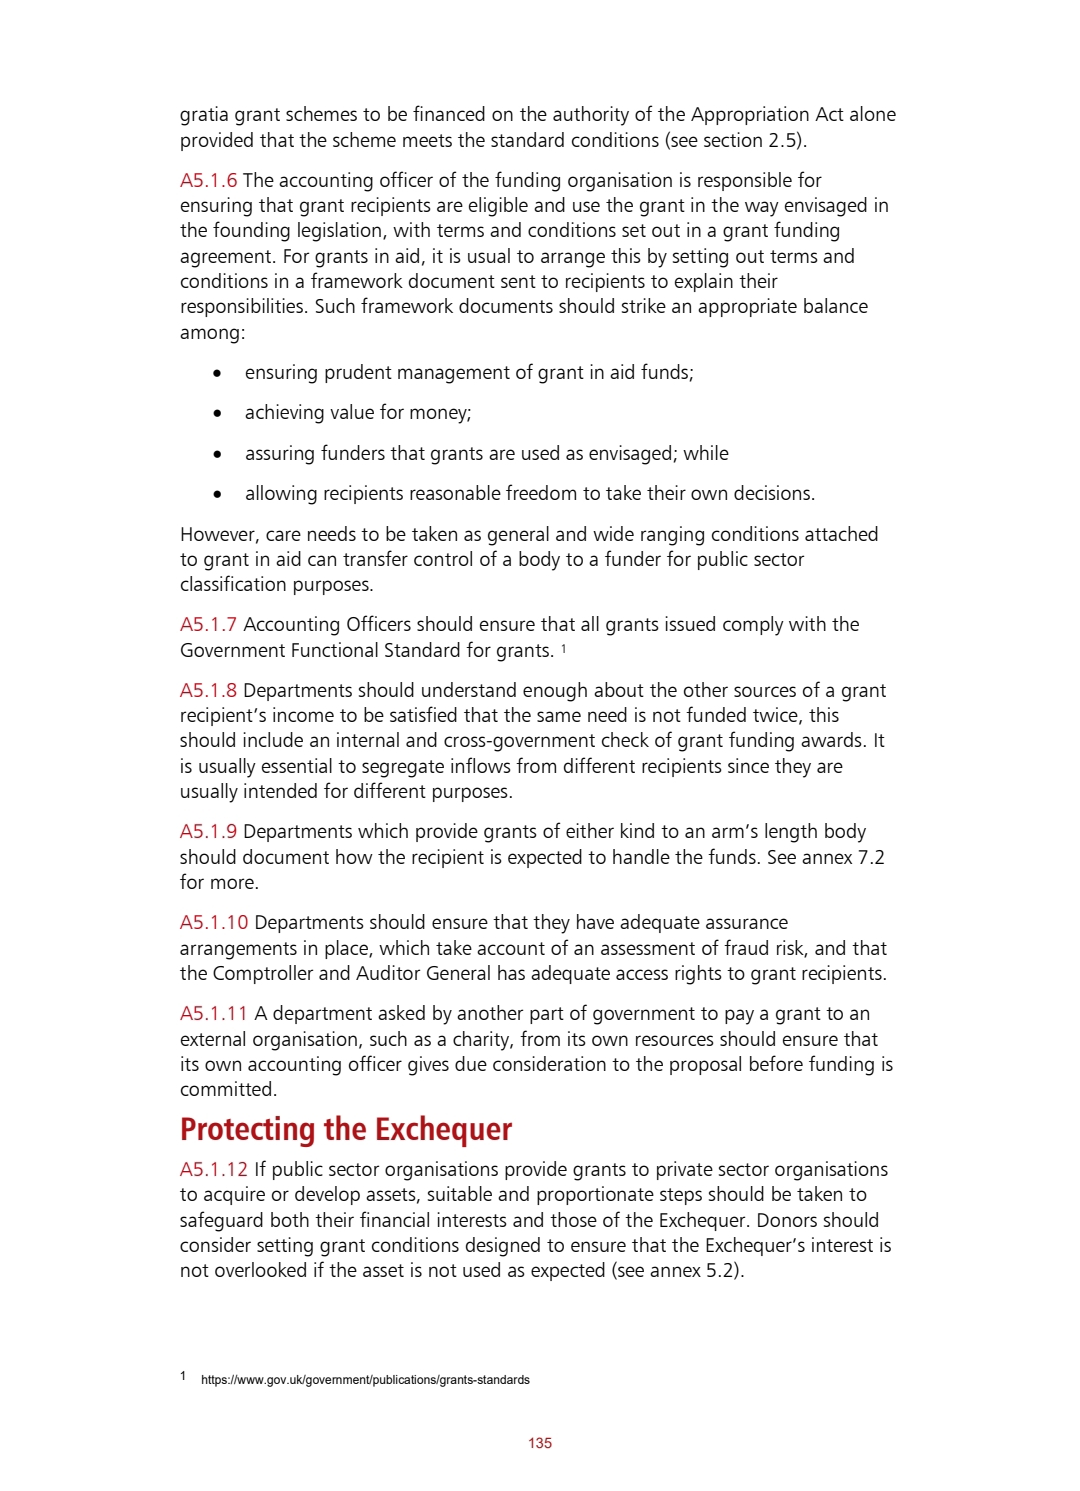 gratia grant schemes to be financed on the authority of the Appropriation Act alone
provided that the scheme meets the standard conditions (see section 2.5).
A5.1.6 The accounting officer of the funding organisation is responsible for
ensuring that grant recipients are eligible and use the grant in the way envisaged in
the founding legislation, with terms and conditions set out in a grant funding
agreement. For grants in aid, it is usual to arrange this by setting out terms and
conditions in a framework document sent to recipients to explain their
responsibilities. Such framework documents should strike an appropriate balance
among:
• ensuring prudent management of grant in aid funds;
• achieving value for money;
• assuring funders that grants are used as envisaged; while
• allowing recipients reasonable freedom to take their own decisions.
However, care needs to be taken as general and wide ranging conditions attached
to grant in aid can transfer control of a body to a funder for public sector
classification purposes.
A5.1.7 Accounting Officers should ensure that all grants issued comply with the
Government Functional Standard for grants. 1
A5.1.8 Departments should understand enough about the other sources of a grant
recipient's income to be satisfied that the same need is not funded twice, this
should include an internal and cross-government check of grant funding awards. It
is usually essential to segregate inflows from different recipients since they are
usually intended for different purposes.
A5.1.9 Departments which provide grants of either kind to an arm's length body
should document how the recipient is expected to handle the funds. See annex 7.2
for more.
A5.1.10 Departments should ensure that they have adequate assurance
arrangements in place, which take account of an assessment of fraud risk, and that
the Comptroller and Auditor General has adequate access rights to grant recipients.
A5.1.11 A department asked by another part of government to pay a grant to an
external organisation, such as a charity, from its own resources should ensure that
its own accounting officer gives due consideration to the proposal before funding is
committed.
Protecting the Exchequer
A5.1.12 If public sector organisations provide grants to private sector organisations
to acquire or develop assets, suitable and proportionate steps should be taken to
safeguard both their financial interests and those of the Exchequer. Donors should
consider setting grant conditions designed to ensure that the Exchequer's interest is
not overlooked if the asset is not used as expected (see annex 5.2).
1 https://www.gov.uk/government/publications/grants-standards
135